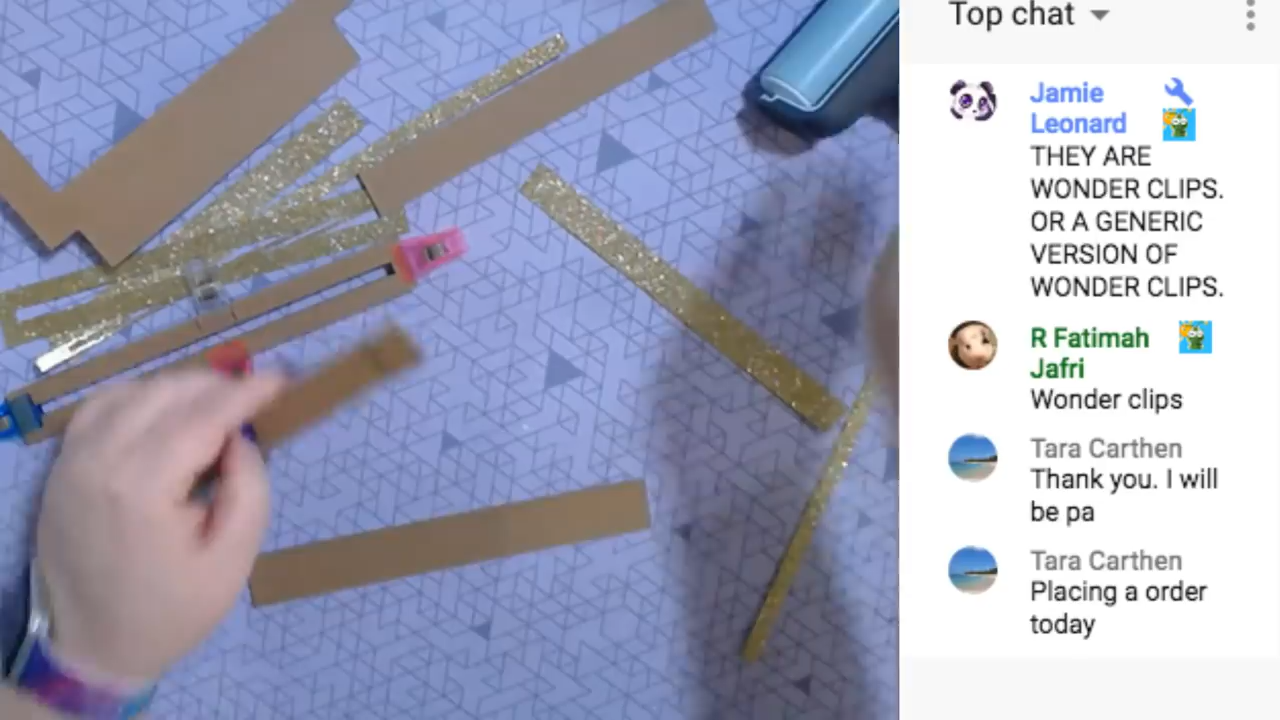 Top chat
Jamie
Leonard
THEY ARE
WONDER CLIPS.
OR A GENERIC
VERSION OF
WONDER CLIPS.
R Fatimah
Jafri
Wonder clips
Tara Carthen
Thank you. I will
be pa
Tara Carthen
Placing a order
today